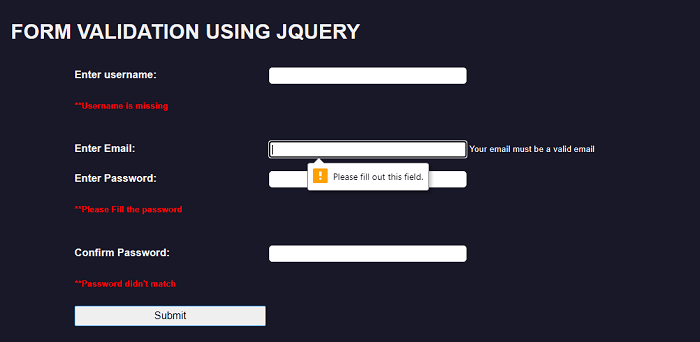 FORM VALIDATION USING JQUERY
Enter username:
**Username is missing
Enter Email:
Your email must be a valid email
Please fill out this field.
Enter Password:
**Please Fill the password
Confirm Password:
**Password didn't match
Submit